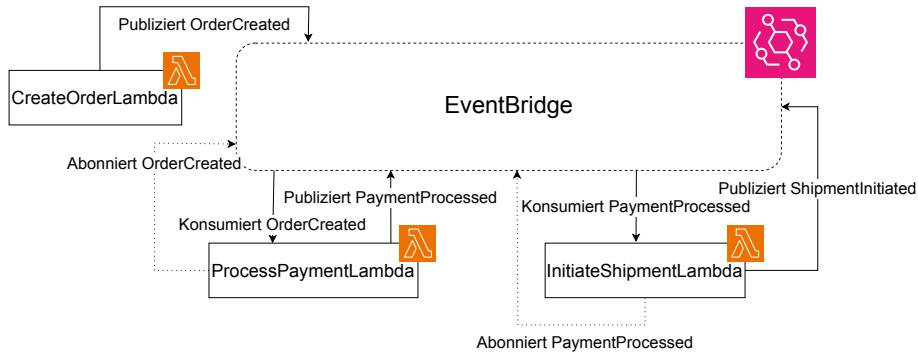 Publiziert OrderCreated
CreateOrderLambda
EventBridge
Abonniert OrderCreated
Publiziert PaymentProcessed
Publiziert ShipmentInitiated
Konsumiert OrderCreated
Konsumiert PaymentProcessed
ProcessPaymentLambda
InitiateShipmentLambda
Abonniert PaymentProcessed